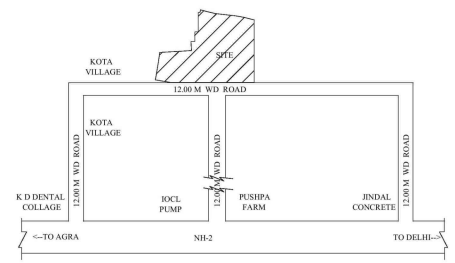 KOTA
VILLAGE
SITE
12.00 M WD ROAD
KOTA
VILLAGE
12.00 M WD ROAD
12.00 M WD ROAD
12.00 M WD ROAD
K D DENTAL
COLLAGE
IOCL
PUMP
PUSHPA
FARM
JINDAL
CONCRETE
<--TO AGRA
NH-2
TO DELHI-->